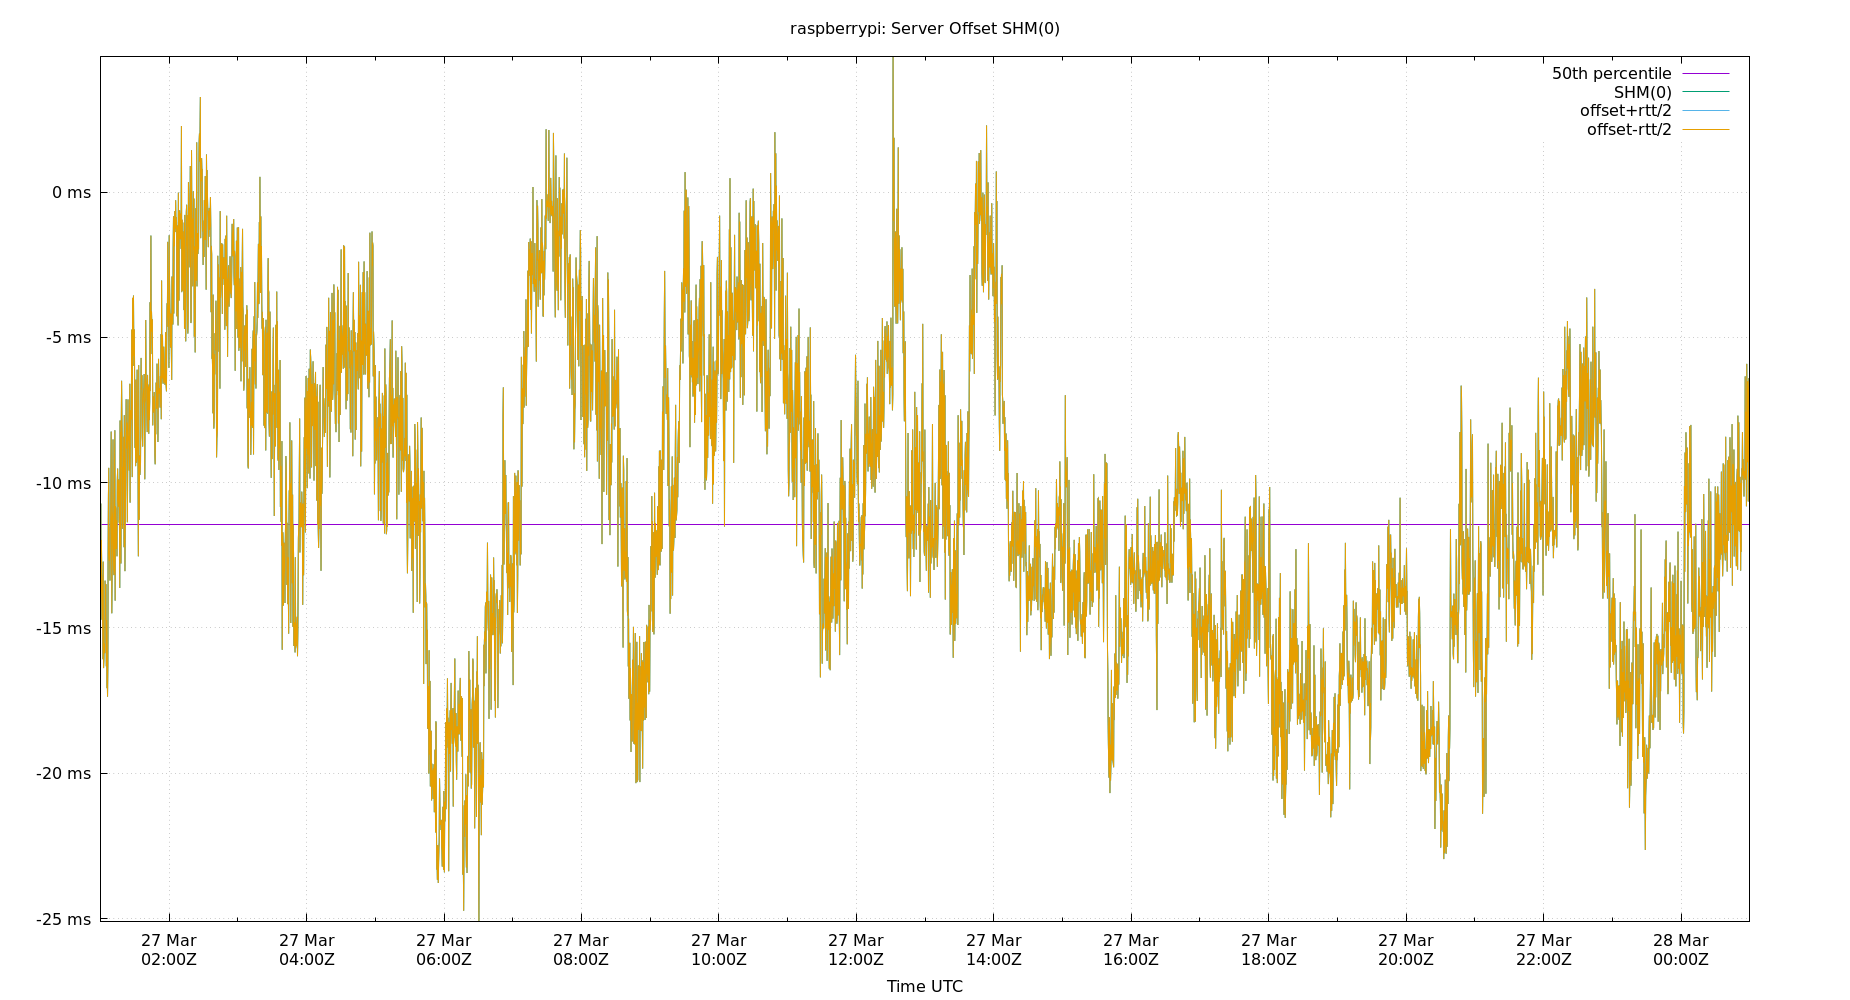 raspberrypi: Server Offset SHM(0)
50th percentile
SHM(0)
offset+rtt/2
offset-rtt/2
0 ms
-5 ms
-10 ms
-15 ms
-20 ms
-25 ms
27 Mar 27 Mar 27 Mar 27 Mar 27 Mar 27 Mar 27 Mar 27 Mar 27 Mar 27 Mar 27 Mar 28 Mar
02:00Z 04:00Z 06:00Z 08:00Z 10:00Z 12:00Z 14:00Z 16:00Z 18:00Z 20:00Z 22:00Z 00:00Z
Time UTC